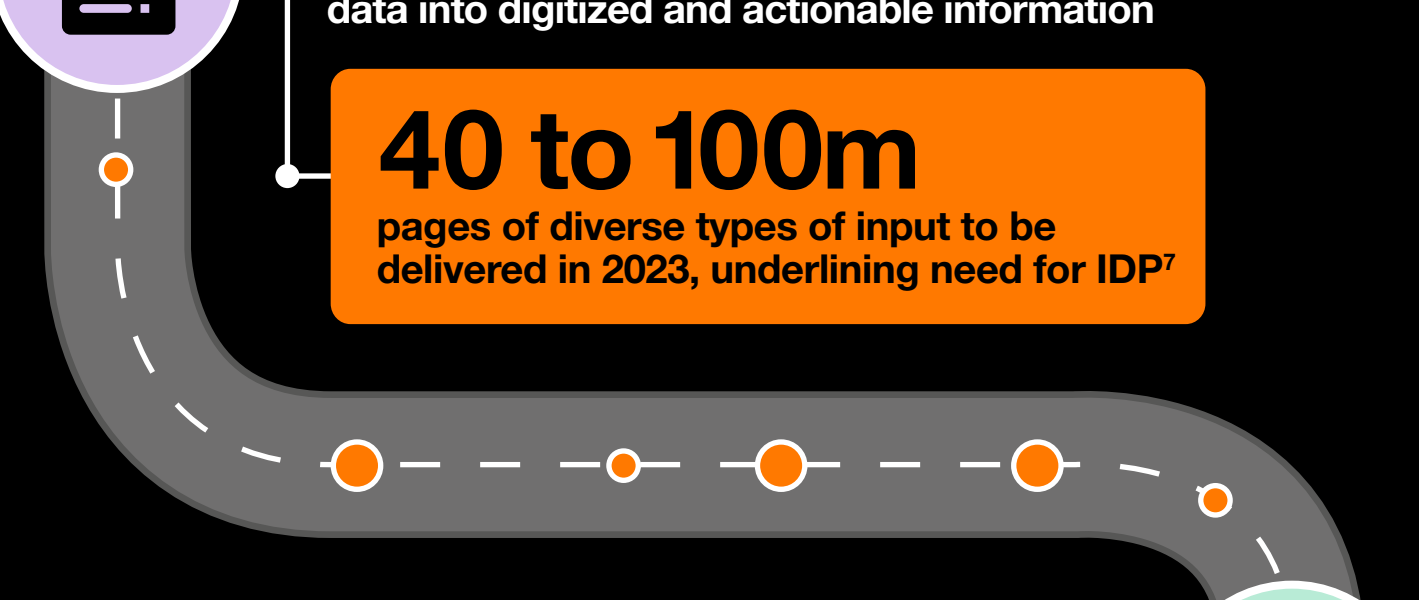 data into digitized and actionable information
40 to 100m
pages of diverse types of input to be
delivered in 2023, underlining need for IDP⁷